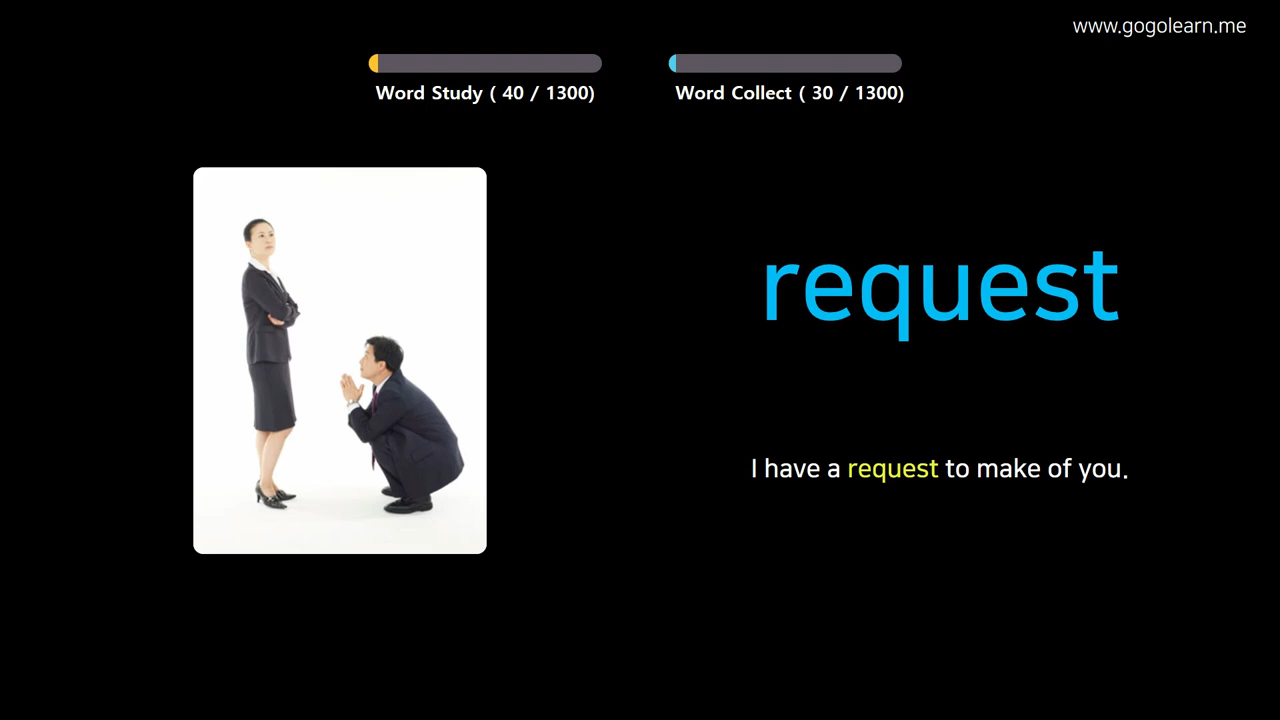 www.gogolearn.me
Word Study ( 40 / 1300)
Word Collect ( 30 / 1300)
request
I have a request to make of you.